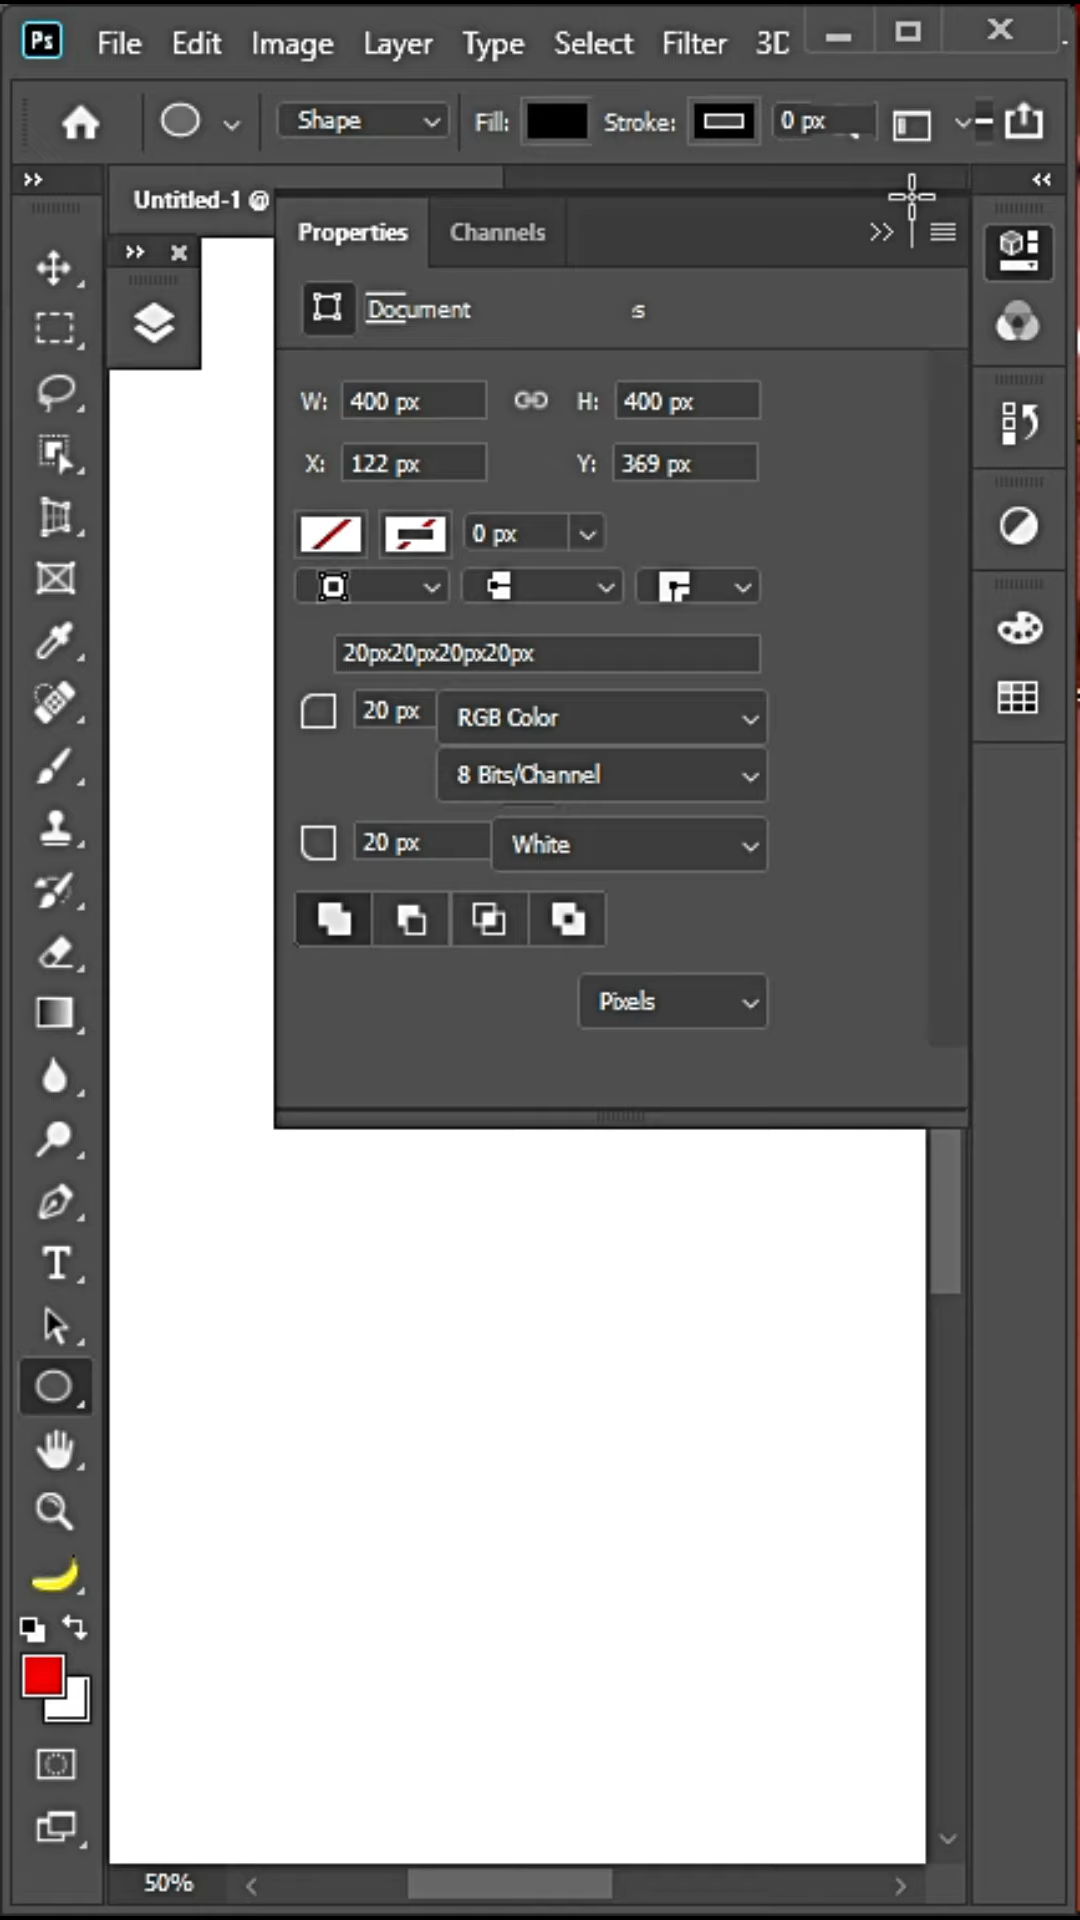 Ps File Edit Image Layer Type Select Filter 3D
Shape Fill: Stroke: 0 px
Untitled-1 @
Properties Channels
Document s
W: 400 px H: 400 px
X: 122 px Y: 369 px
0 px
20px20px20px20px
20 px RGB Color
8 Bits/Channel
20 px White
Pixels
T
50%